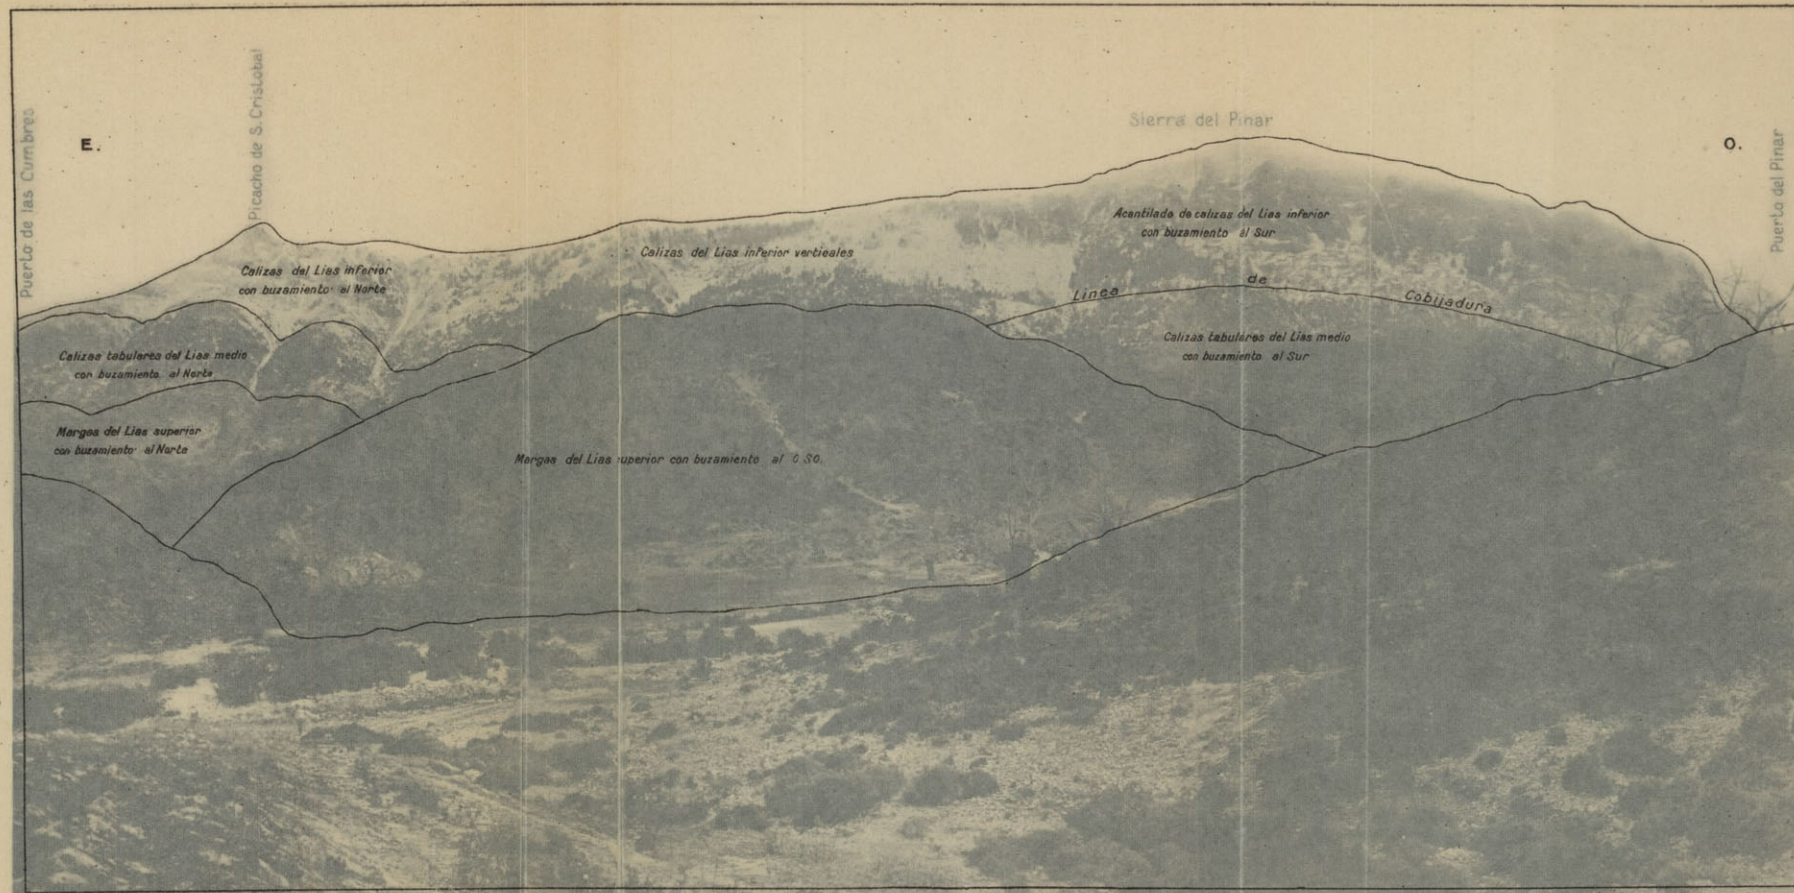 Puerto de las Cumbres
E.
Picacho de S. Cristobal
Sierra del Pinar
O.
Puerto del Pinar
Acantilado de calizas del Lias inferior
con buzamiento al Sur
Calizas del Lias inferior verticales
Calizas del Lias inferior
con buzamiento al Norte
Linea de Cobijadura
Calizas tabulares del Lias medio
con buzamiento al Sur
Calizas tabulares del Lias medio
con buzamiento al Norte
Margas del Lias superior
con buzamiento al Norte
Margas del Lias superior con buzamiento al O.SO.